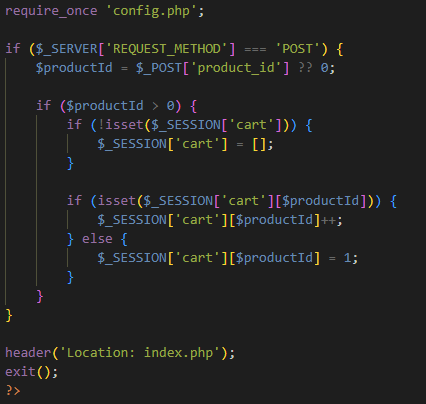 require_once 'config.php';

if ($_SERVER['REQUEST_METHOD'] === 'POST') {
    $productId = $_POST['product_id'] ?? 0;

    if ($productId > 0) {
        if (!isset($_SESSION['cart'])) {
            $_SESSION['cart'] = [];
        }

        if (isset($_SESSION['cart'][$productId])) {
            $_SESSION['cart'][$productId]++;
        } else {
            $_SESSION['cart'][$productId] = 1;
        }
    }
}

header('Location: index.php');
exit();
?>